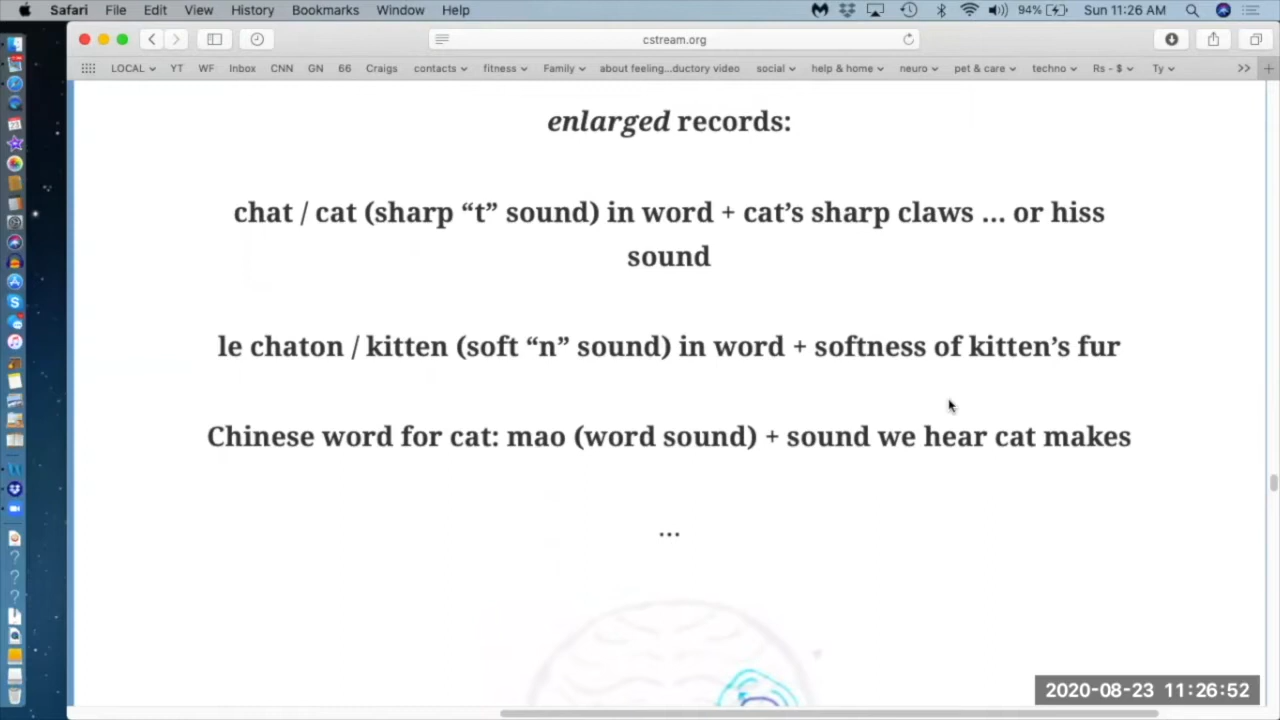 Safari File Edit View History Bookmarks Window Help 94% Sun 11:26 AM
cstream.org
LOCAL YT WF Inbox CNN GN 66 Craigs contacts fitness Family about feeling...ductory video social help & home neuro pet & care techno Rs - $ Ty >> +
enlarged records:
chat / cat (sharp “t” sound) in word + cat’s sharp claws ... or hiss
sound
le chaton / kitten (soft “n” sound) in word + softness of kitten’s fur
Chinese word for cat: mao (word sound) + sound we hear cat makes
...
2020-08-23 11:26:52